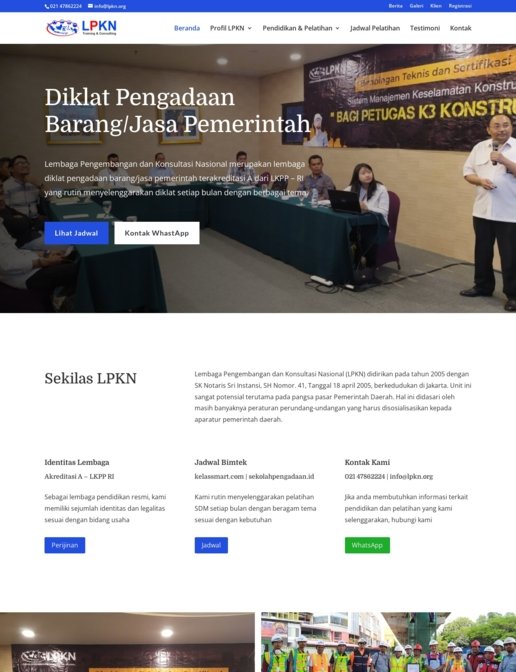 021 47862224 info@lpkn.org
Berita Galeri Klien Registrasi
LPKN
Training & Consulting
Beranda Profil LPKN Pendidikan & Pelatihan Jadwal Pelatihan Testimoni Kontak
Bimbingan Teknis dan Sertifikasi
Sistem Manajemen Keselamatan Konstruksi
"BAGI PETUGAS K3 KONSTRU
Diklat Pengadaan
Barang/Jasa Pemerintah
Lembaga Pengembangan dan Konsultasi Nasional merupakan lembaga
diklat pengadaan barang/jasa pemerintah terakreditasi A dari LKPP – RI
yang rutin menyelenggarakan diklat setiap bulan dengan berbagai tema.
Lihat Jadwal
Kontak WhastApp
Sekilas LPKN
Lembaga Pengembangan dan Konsultasi Nasional (LPKN) didirikan pada tahun 2005 dengan
SK Notaris Sri Instansi, SH Nomor. 41, Tanggal 18 april 2005, berkedudukan di Jakarta. Unit ini
sangat potensial terutama pada pangsa pasar Pemerintah Daerah. Hal ini didasari oleh
masih banyaknya peraturan perundang-undangan yang harus disosialisasikan kepada
aparatur pemerintah daerah.
Identitas Lembaga
Akreditasi A – LKPP RI
Sebagai lembaga pendidikan resmi, kami
memiliki sejumlah identitas dan legalitas
sesuai dengan bidang usaha
Perijinan
Jadwal Bimtek
kelassmart.com | sekolahpengadaan.id
Kami rutin menyelenggarakan pelatihan
SDM setiap bulan dengan beragam tema
sesuai dengan kebutuhan
Jadwal
Kontak Kami
021 47862224 | info@lpkn.org
Jika anda membutuhkan informasi terkait
pendidikan dan pelatihan yang kami
selenggarakan, hubungi kami
WhatsApp
LPKN